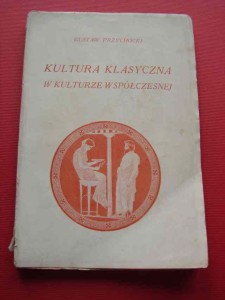 KULTURA KLASYCZNA
W KULTURZE WSPÓŁCZESNEJ